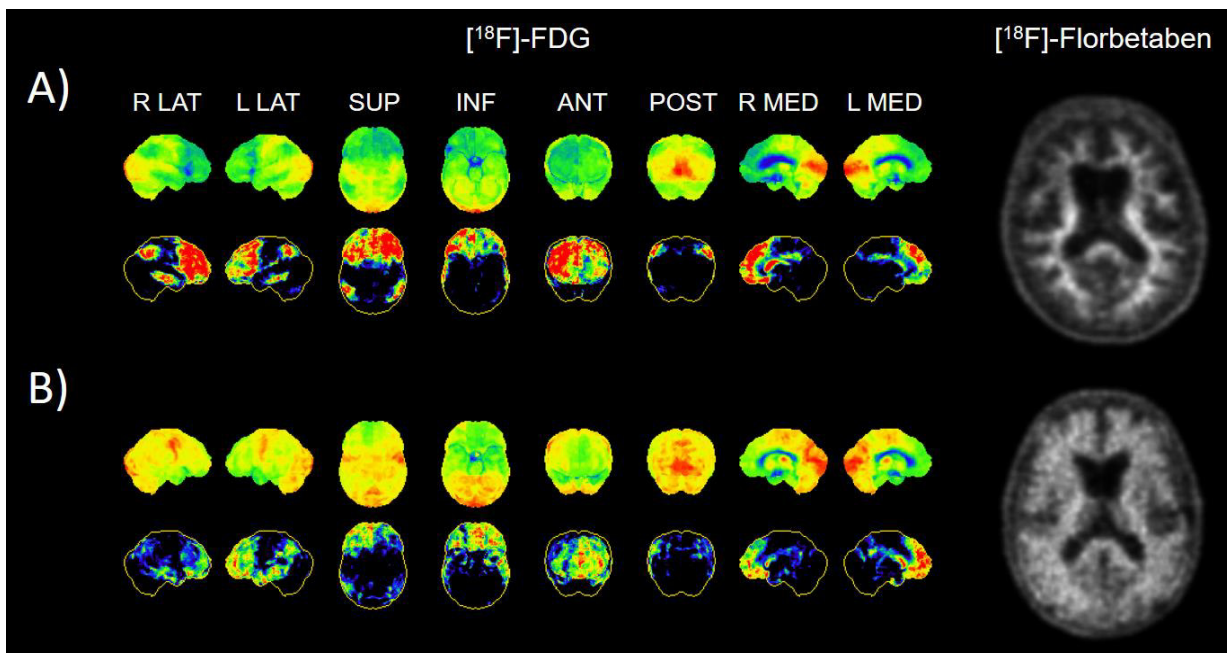 [¹⁸F]-FDG [¹⁸F]-Florbetaben
A)
R LAT L LAT SUP INF ANT POST R MED L MED
B)